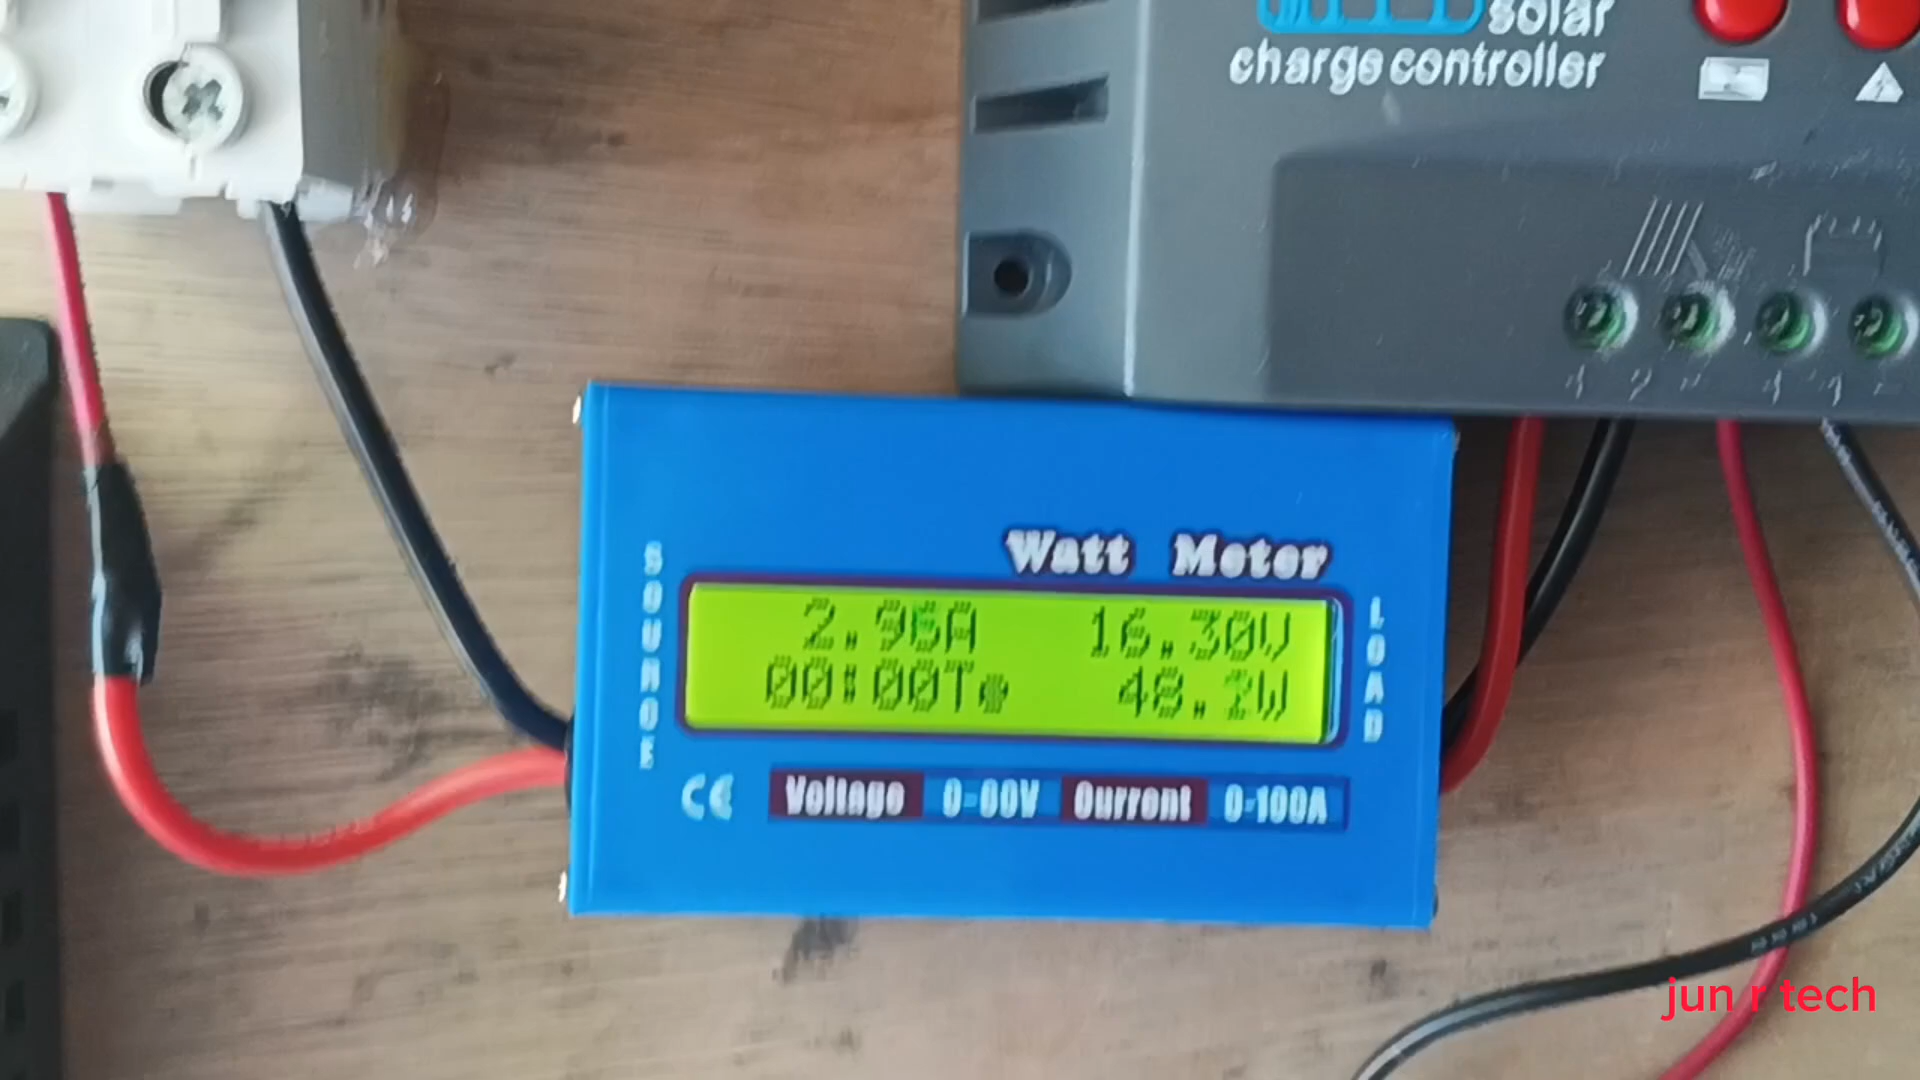 solar
charge controller
Watt Meter
SOURCE
2.96A 16.30V
00:00Te 48.2W
LOAD
CE Voltage 0-60V Current 0-100A
jun r tech